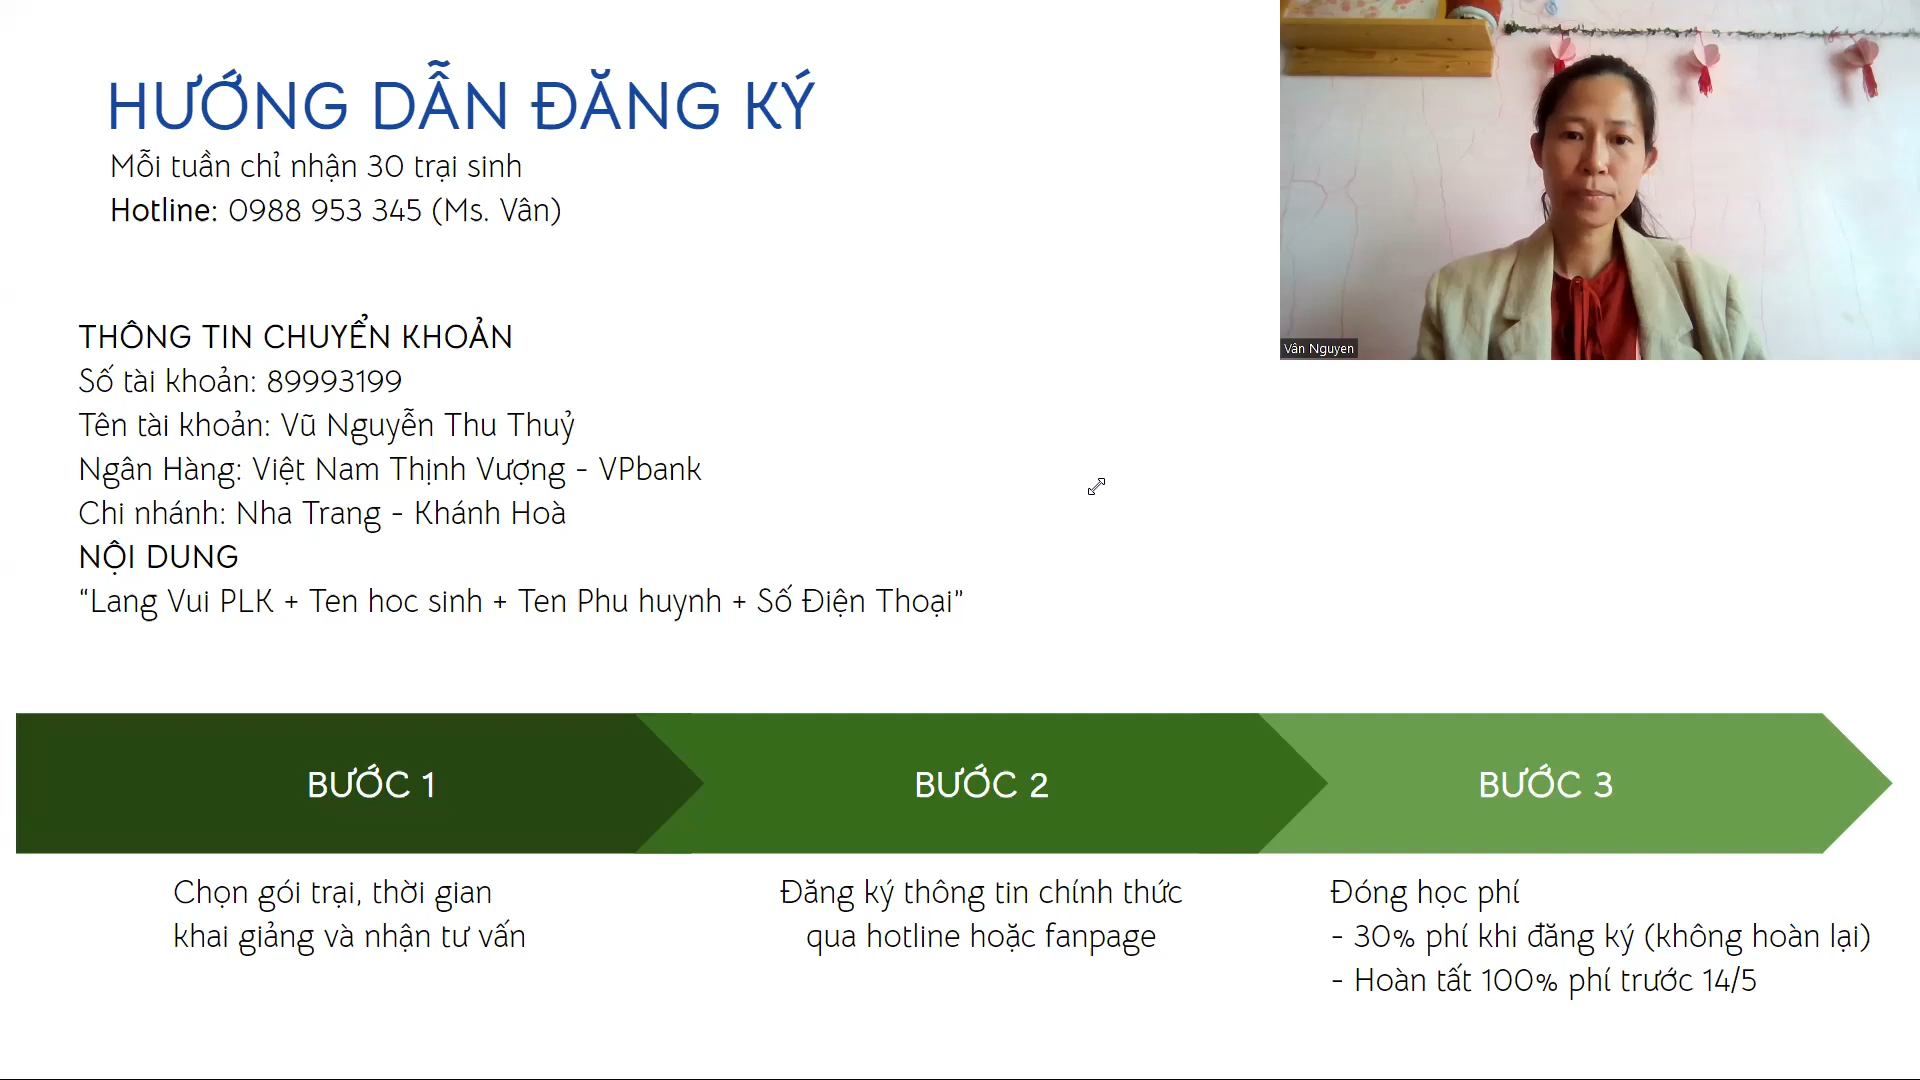 HƯỚNG DẪN ĐĂNG KÝ
Mỗi tuần chỉ nhận 30 trại sinh
Hotline: 0988 953 345 (Ms. Vân)
Vân Nguyen
THÔNG TIN CHUYỂN KHOẢN
Số tài khoản: 89993199
Tên tài khoản: Vũ Nguyễn Thu Thuỷ
Ngân Hàng: Việt Nam Thịnh Vượng - VPbank
Chi nhánh: Nha Trang - Khánh Hoà
NỘI DUNG
“Lang Vui PLK + Ten hoc sinh + Ten Phu huynh + Số Điện Thoại”
BƯỚC 1
Chọn gói trại, thời gian
khai giảng và nhận tư vấn
BƯỚC 2
Đăng ký thông tin chính thức
qua hotline hoặc fanpage
BƯỚC 3
Đóng học phí
- 30% phí khi đăng ký (không hoàn lại)
- Hoàn tất 100% phí trước 14/5